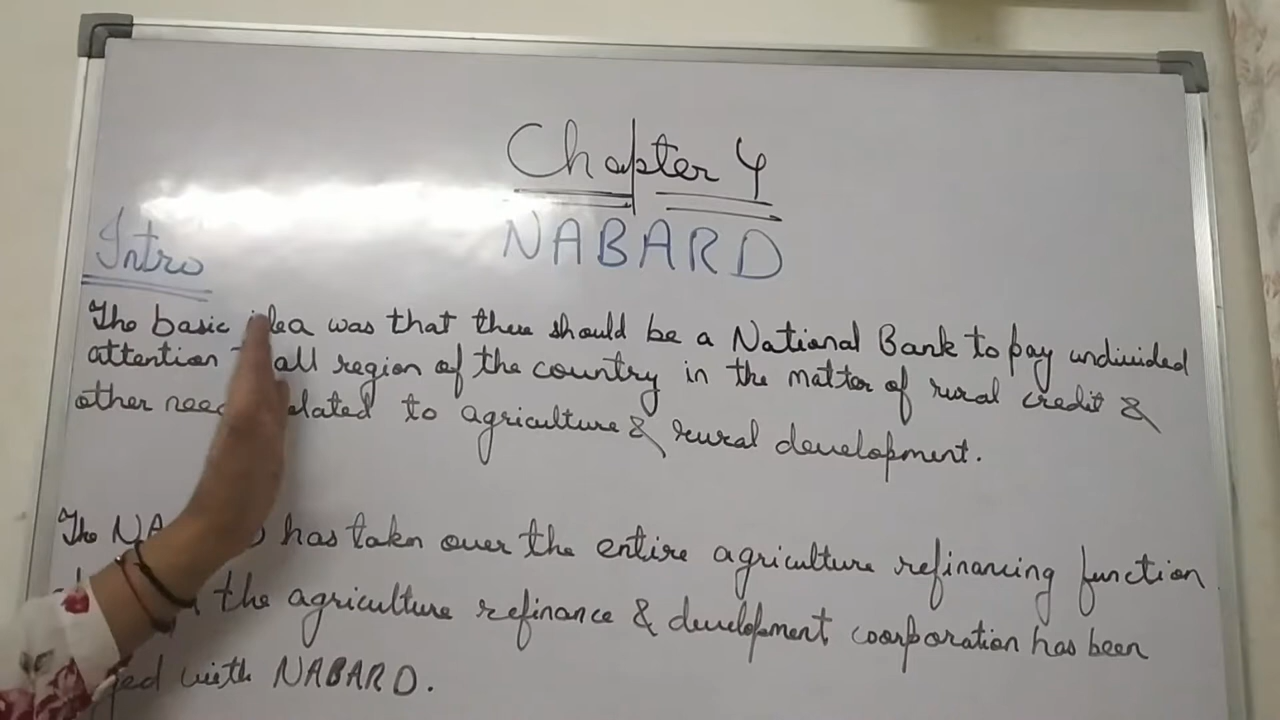 Chapter 4
NABARD
Intro
The basic idea was that there should be a National Bank to pay undivided
attention all region of the country in the matter of rural credit &
other to agriculture & rural development.
The has taken over the entire agriculture refinancing function
the agriculture refinance & development coorporation has been
with NABARD.